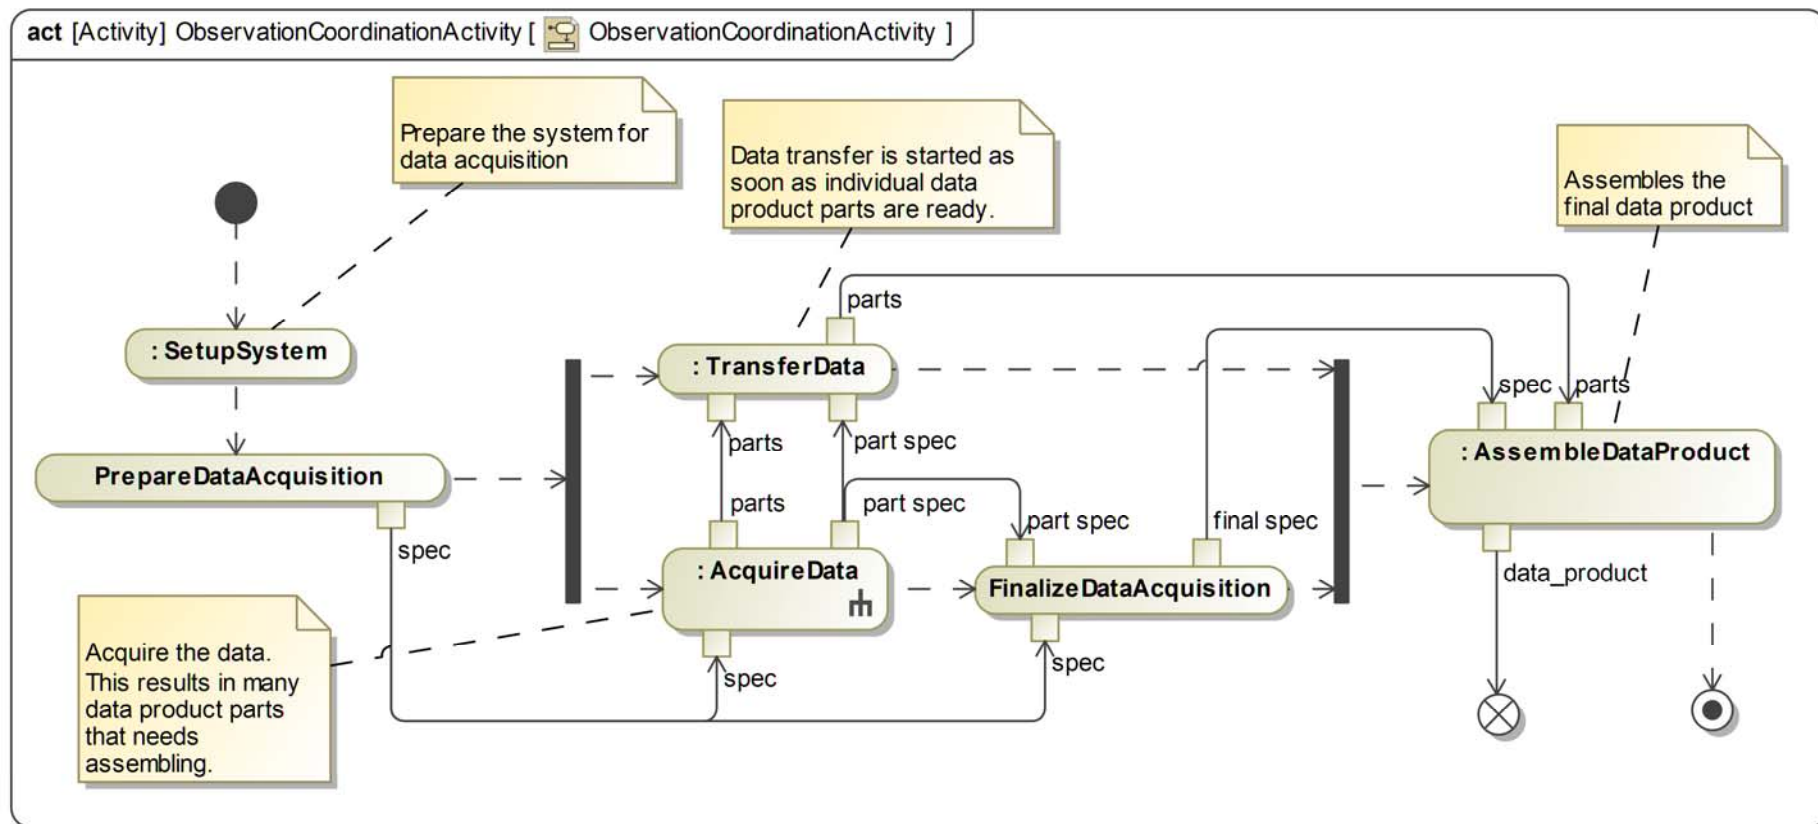 act [Activity] ObservationCoordinationActivity [ ObservationCoordinationActivity ]
Prepare the system for
data acquisition
Data transfer is started as
soon as individual data
product parts are ready.
Assembles the
final data product
parts
: SetupSystem
: TransferData
spec
parts
parts
part spec
: AssembleDataProduct
PrepareDataAcquisition
parts
part spec
part spec
final spec
spec
: AcquireData
FinalizeDataAcquisition
data_product
Acquire the data.
This results in many
data product parts
that needs
assembling.
spec
spec